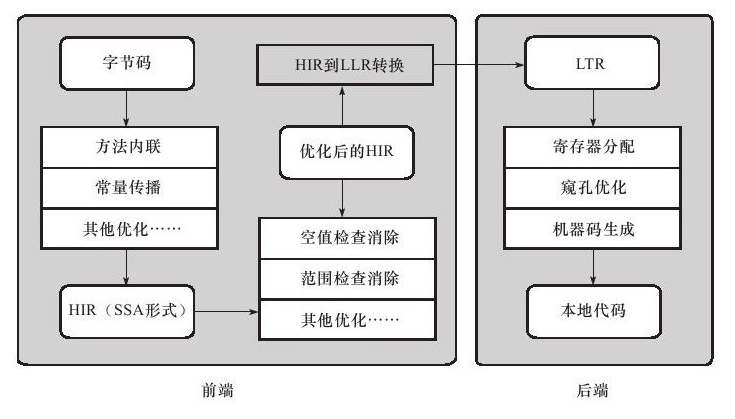 字节码
方法内联
常量传播
其他优化……
HIR（SSA形式）
HIR到LLR转换
优化后的HIR
空值检查消除
范围检查消除
其他优化……
前端
LTR
寄存器分配
窥孔优化
机器码生成
本地代码
后端